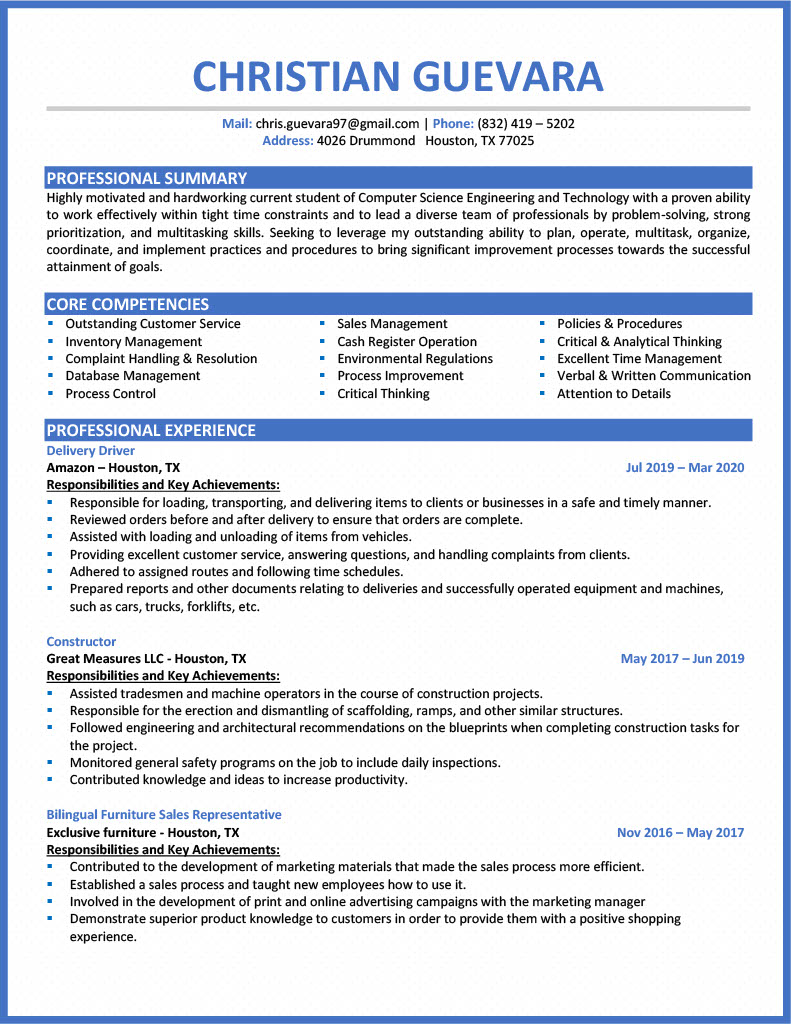 CHRISTIAN GUEVARA
Mail: chris.guevara97@gmail.com | Phone: (832) 419 – 5202
Address: 4026 Drummond Houston, TX 77025
PROFESSIONAL SUMMARY
Highly motivated and hardworking current student of Computer Science Engineering and Technology with a proven ability
to work effectively within tight time constraints and to lead a diverse team of professionals by problem-solving, strong
prioritization, and multitasking skills. Seeking to leverage my outstanding ability to plan, operate, multitask, organize,
coordinate, and implement practices and procedures to bring significant improvement processes towards the successful
attainment of goals.
CORE COMPETENCIES
▪ Outstanding Customer Service
▪ Inventory Management
▪ Complaint Handling & Resolution
▪ Database Management
▪ Process Control
▪ Sales Management
▪ Cash Register Operation
▪ Environmental Regulations
▪ Process Improvement
▪ Critical Thinking
▪ Policies & Procedures
▪ Critical & Analytical Thinking
▪ Excellent Time Management
▪ Verbal & Written Communication
▪ Attention to Details
PROFESSIONAL EXPERIENCE
Delivery Driver
Amazon – Houston, TX Jul 2019 – Mar 2020
Responsibilities and Key Achievements:
▪ Responsible for loading, transporting, and delivering items to clients or businesses in a safe and timely manner.
▪ Reviewed orders before and after delivery to ensure that orders are complete.
▪ Assisted with loading and unloading of items from vehicles.
▪ Providing excellent customer service, answering questions, and handling complaints from clients.
▪ Adhered to assigned routes and following time schedules.
▪ Prepared reports and other documents relating to deliveries and successfully operated equipment and machines,
such as cars, trucks, forklifts, etc.
Constructor
Great Measures LLC - Houston, TX May 2017 – Jun 2019
Responsibilities and Key Achievements:
▪ Assisted tradesmen and machine operators in the course of construction projects.
▪ Responsible for the erection and dismantling of scaffolding, ramps, and other similar structures.
▪ Followed engineering and architectural recommendations on the blueprints when completing construction tasks for
the project.
▪ Monitored general safety programs on the job to include daily inspections.
▪ Contributed knowledge and ideas to increase productivity.
Bilingual Furniture Sales Representative
Exclusive furniture - Houston, TX Nov 2016 – May 2017
Responsibilities and Key Achievements:
▪ Contributed to the development of marketing materials that made the sales process more efficient.
▪ Established a sales process and taught new employees how to use it.
▪ Involved in the development of print and online advertising campaigns with the marketing manager
▪ Demonstrate superior product knowledge to customers in order to provide them with a positive shopping
experience.